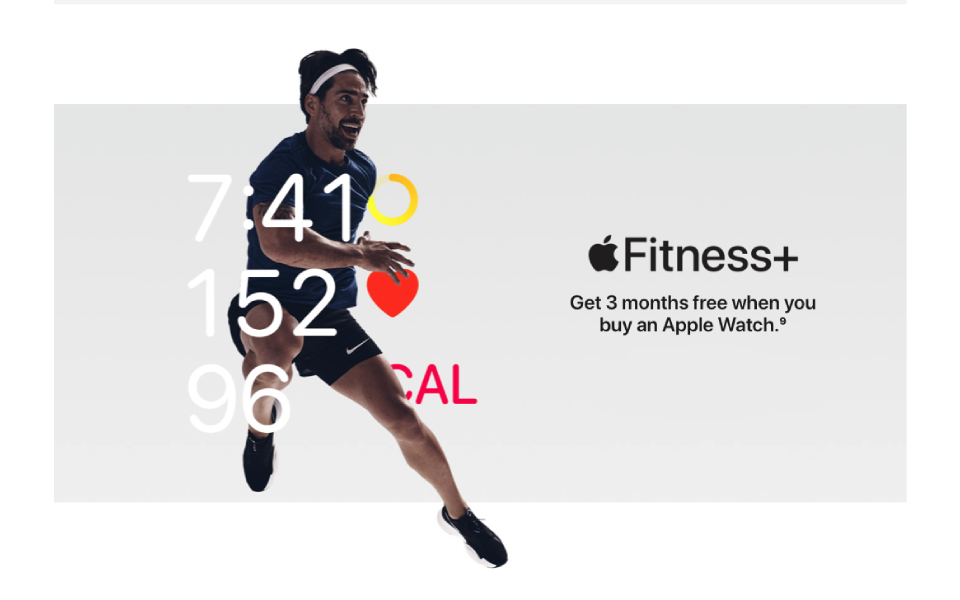 7:41
152
96 CAL
Fitness+
Get 3 months free when you
buy an Apple Watch.⁹